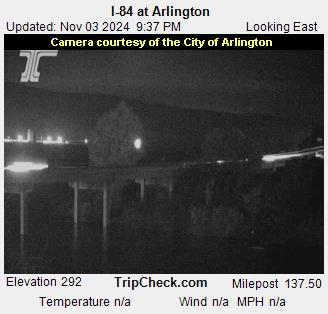 I-84 at Arlington
Updated: Nov 03 2024 9:37 PM Looking East
Camera courtesy of the City of Arlington
Elevation 292 TripCheck.com Milepost 137.50
Temperature n/a Wind n/a MPH n/a